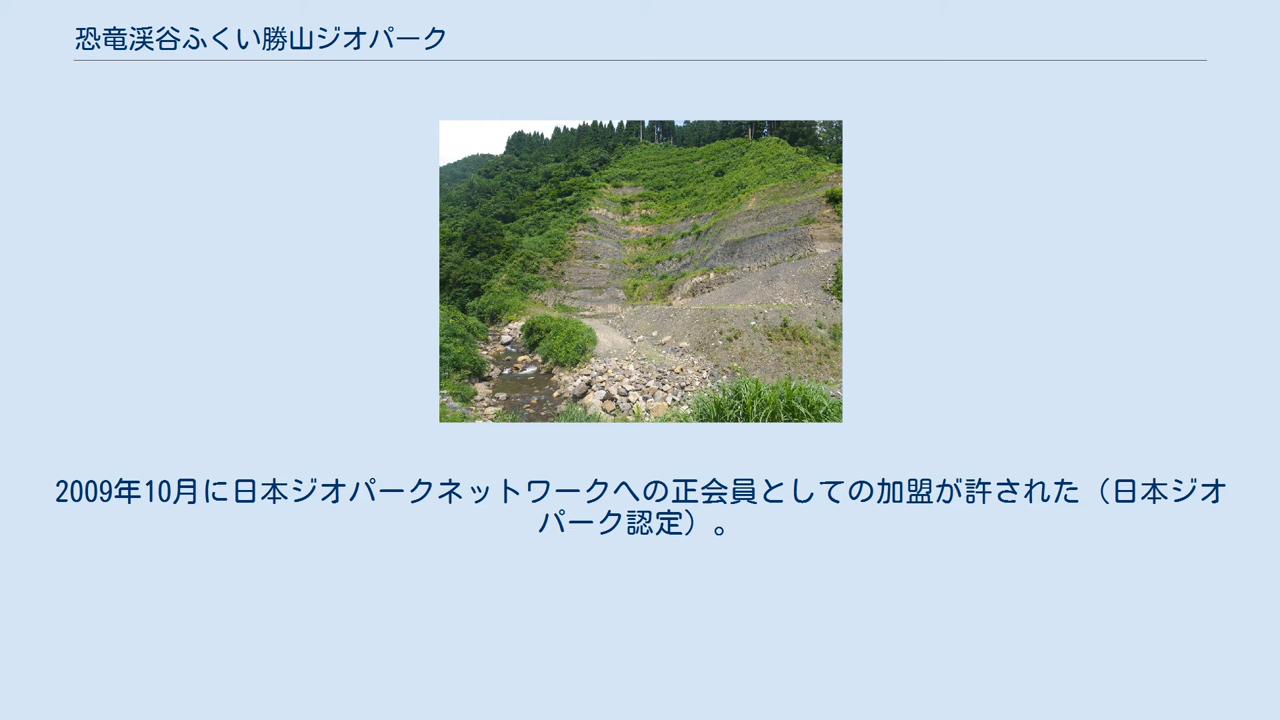 恐竜渓谷ふくい勝山ジオパーク
2009年10月に日本ジオパークネットワークへの正会員としての加盟が許された（日本ジオ
パーク認定）。